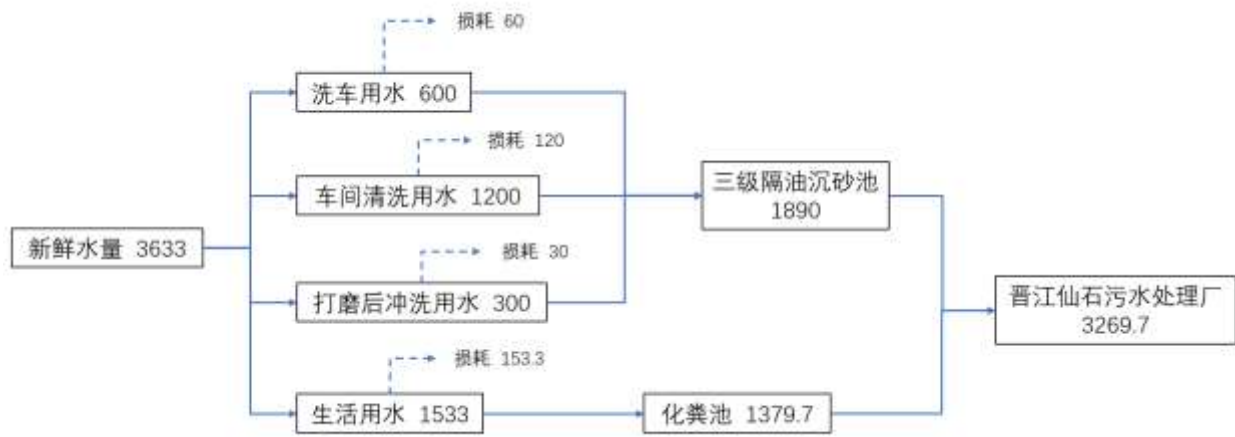 损耗 60
洗车用水 600
损耗 120
车间清洗用水 1200
三级隔油沉砂池
1890
新鲜水量 3633
损耗 30
打磨后冲洗用水 300
晋江仙石污水处理厂
3269.7
损耗 153.3
生活用水 1533
化粪池 1379.7